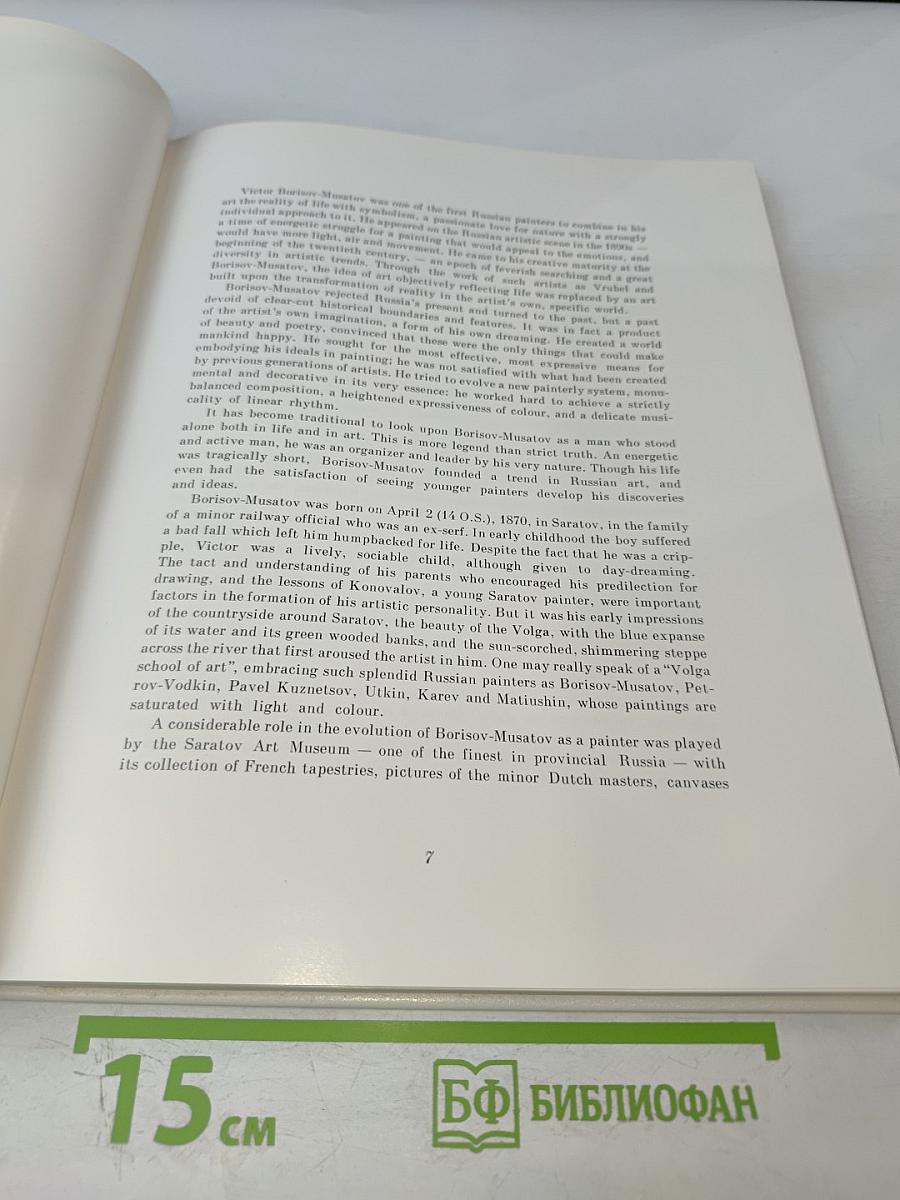 Victor Borisov-Musatov was one of the first Russian painters to combine in his
art the reality of life with symbolism, a passionate love for nature with a strongly
individual approach to it. He appeared on the Russian artistic scene in the 1890s —
a time of energetic struggle for a painting that would appeal to the emotions, and
would have more light, air and movement. He came to his creative maturity at the
beginning of the twentieth century, — an epoch of feverish searching and a great
diversity in artistic trends. Through the work of such artists as Vrubel and
Borisov-Musatov, the idea of art objectively reflecting life was replaced by an art
built upon the transformation of reality in the artist's own, specific world.
Borisov-Musatov rejected Russia's present and turned to the past, but a past
devoid of clear-cut historical boundaries and features. It was in fact a product
of the artist's own imagination, a form of his own dreaming. He created a world
of beauty and poetry, convinced that these were the only things that could make
mankind happy. He sought for the most effective, most expressive means for
embodying his ideals in painting; he was not satisfied with what had been created
by previous generations of artists. He tried to evolve a new painterly system, monu-
mental and decorative in its very essence; he worked hard to achieve a strictly
balanced composition, a heightened expressiveness of colour, and a delicate musi-
cality of linear rhythm.
It has become traditional to look upon Borisov-Musatov as a man who stood
alone both in life and in art. This is more legend than strict truth. An energetic
and active man, he was an organizer and leader by his very nature. Though his life
was tragically short, Borisov-Musatov founded a trend in Russian art, and
even had the satisfaction of seeing younger painters develop his discoveries
and ideas.
Borisov-Musatov was born on April 2 (14 O.S.), 1870, in Saratov, in the family
of a minor railway official who was an ex-serf. In early childhood the boy suffered
a bad fall which left him humpbacked for life. Despite the fact that he was a crip-
ple, Victor was a lively, sociable child, although given to day-dreaming.
The tact and understanding of his parents who encouraged his predilection for
drawing, and the lessons of Konovalov, a young Saratov painter, were important
factors in the formation of his artistic personality. But it was his early impressions
of the countryside around Saratov, the beauty of the Volga, with the blue expanse
of its water and its green wooded banks, and the sun-scorched, shimmering steppe
across the river that first aroused the artist in him. One may really speak of a "Volga
school of art", embracing such splendid Russian painters as Borisov-Musatov, Pet-
rov-Vodkin, Pavel Kuznetsov, Utkin, Karev and Matiushin, whose paintings are
saturated with light and colour.
A considerable role in the evolution of Borisov-Musatov as a painter was played
by the Saratov Art Museum — one of the finest in provincial Russia — with
its collection of French tapestries, pictures of the minor Dutch masters, canvases
7
15 см
БФ БИБЛИОФАН